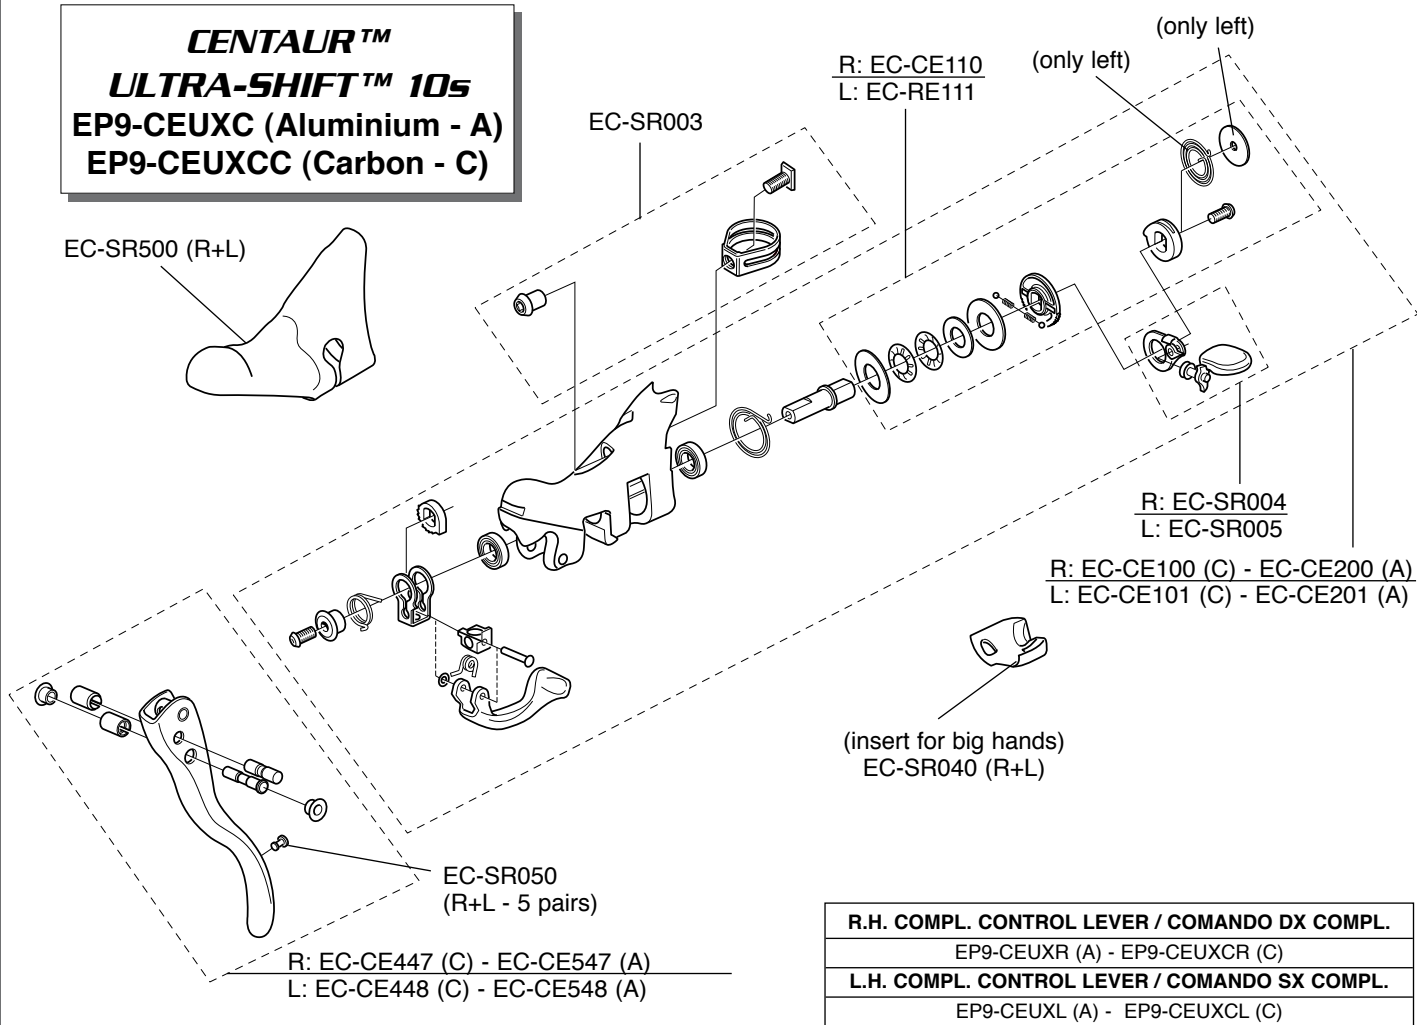 CENTAUR™
ULTRA-SHIFT™ 10s
EP9-CEUXC (Aluminium - A)
EP9-CEUXCC (Carbon - C)
(only left)
(only left)
R: EC-CE110
L: EC-RE111
EC-SR003
EC-SR500 (R+L)
R: EC-SR004
L: EC-SR005
R: EC-CE100 (C) - EC-CE200 (A)
L: EC-CE101 (C) - EC-CE201 (A)
(insert for big hands)
EC-SR040 (R+L)
EC-SR050
(R+L - 5 pairs)
R: EC-CE447 (C) - EC-CE547 (A)
L: EC-CE448 (C) - EC-CE548 (A)
R.H. COMPL. CONTROL LEVER / COMANDO DX COMPL.
EP9-CEUXR (A) - EP9-CEUXCR (C)
L.H. COMPL. CONTROL LEVER / COMANDO SX COMPL.
EP9-CEUXL (A) - EP9-CEUXCL (C)